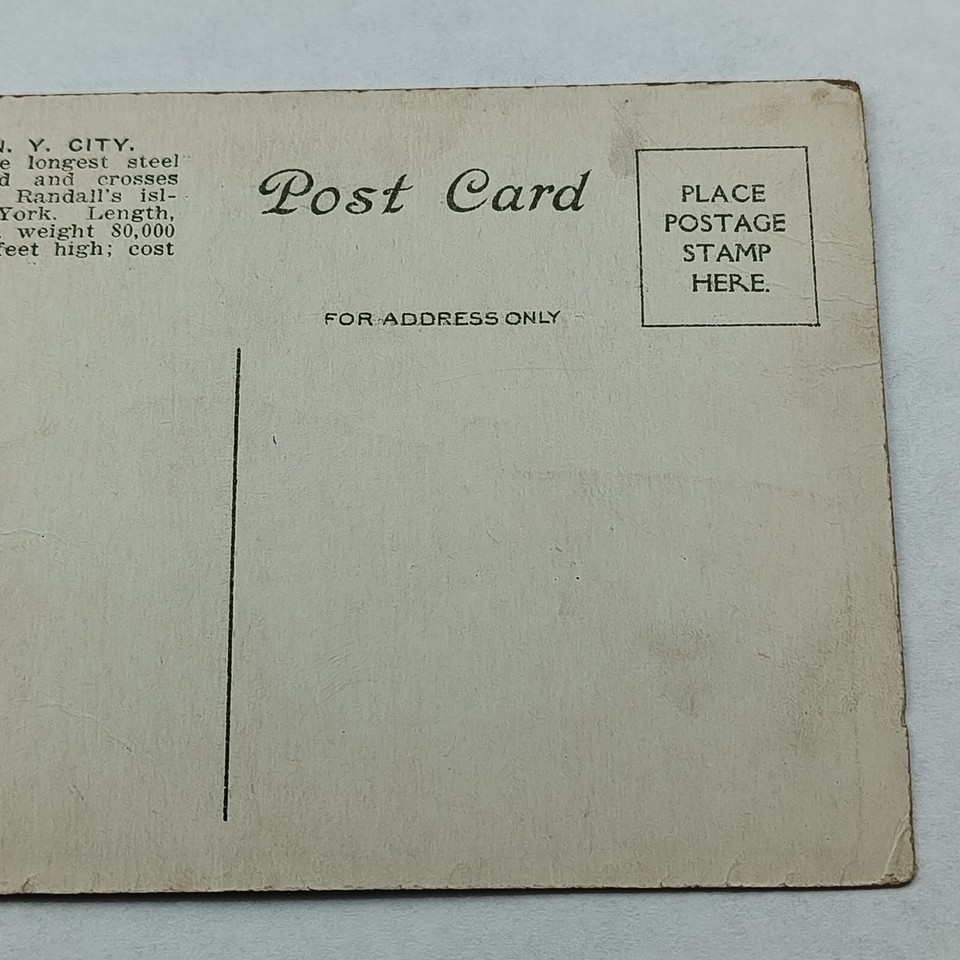 N. Y. CITY.
e longest steel
d and crosses
Randall's isl-
York. Length,
weight 80,000
feet high; cost
Post Card
FOR ADDRESS ONLY
PLACE
POSTAGE
STAMP
HERE.